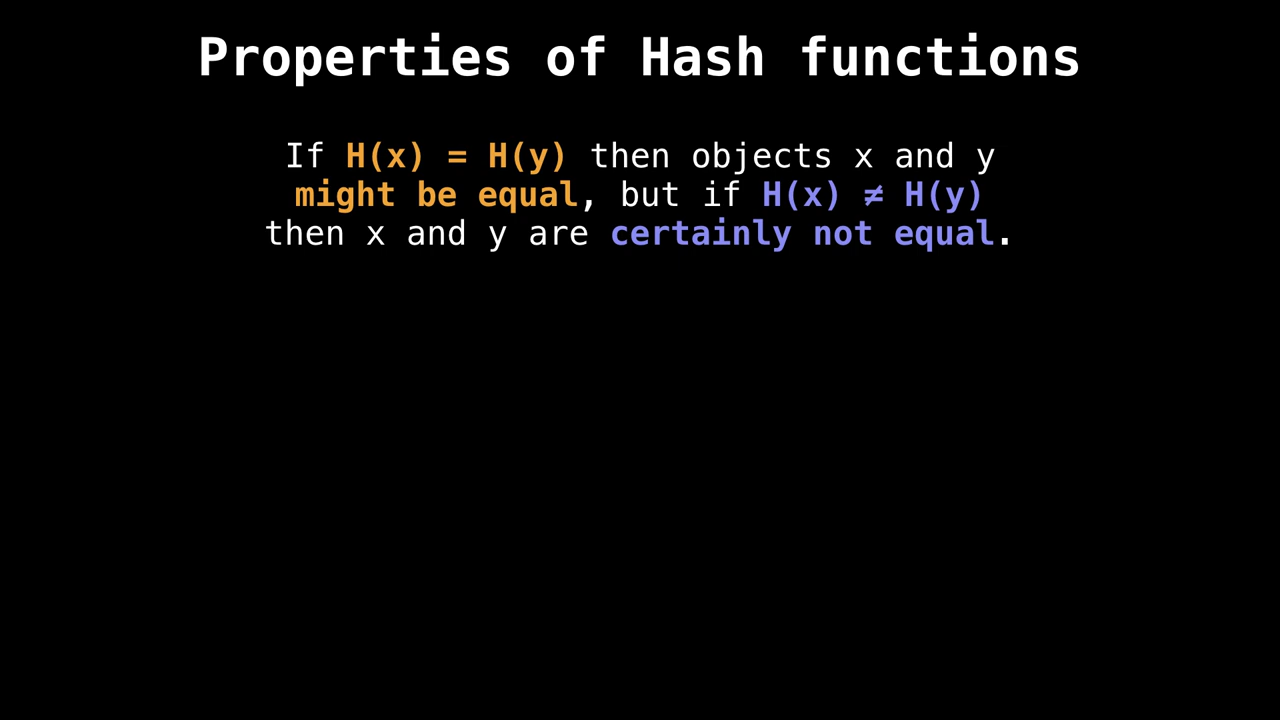 Properties of Hash functions
If H(x) = H(y) then objects x and y
might be equal, but if H(x) ≠ H(y)
then x and y are certainly not equal.